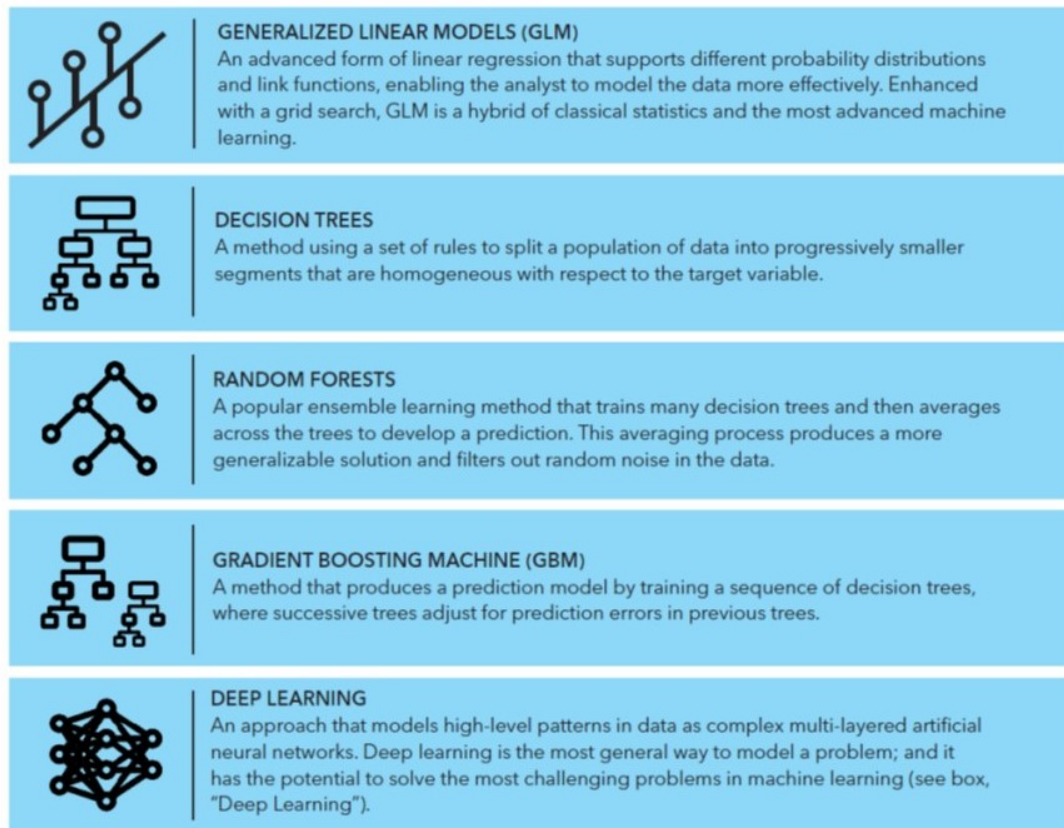 GENERALIZED LINEAR MODELS (GLM)
An advanced form of linear regression that supports different probability distributions
and link functions, enabling the analyst to model the data more effectively. Enhanced
with a grid search, GLM is a hybrid of classical statistics and the most advanced machine
learning.
DECISION TREES
A method using a set of rules to split a population of data into progressively smaller
segments that are homogeneous with respect to the target variable.
RANDOM FORESTS
A popular ensemble learning method that trains many decision trees and then averages
across the trees to develop a prediction. This averaging process produces a more
generalizable solution and filters out random noise in the data.
GRADIENT BOOSTING MACHINE (GBM)
A method that produces a prediction model by training a sequence of decision trees,
where successive trees adjust for prediction errors in previous trees.
DEEP LEARNING
An approach that models high-level patterns in data as complex multi-layered artificial
neural networks. Deep learning is the most general way to model a problem; and it
has the potential to solve the most challenging problems in machine learning (see box,
“Deep Learning”).